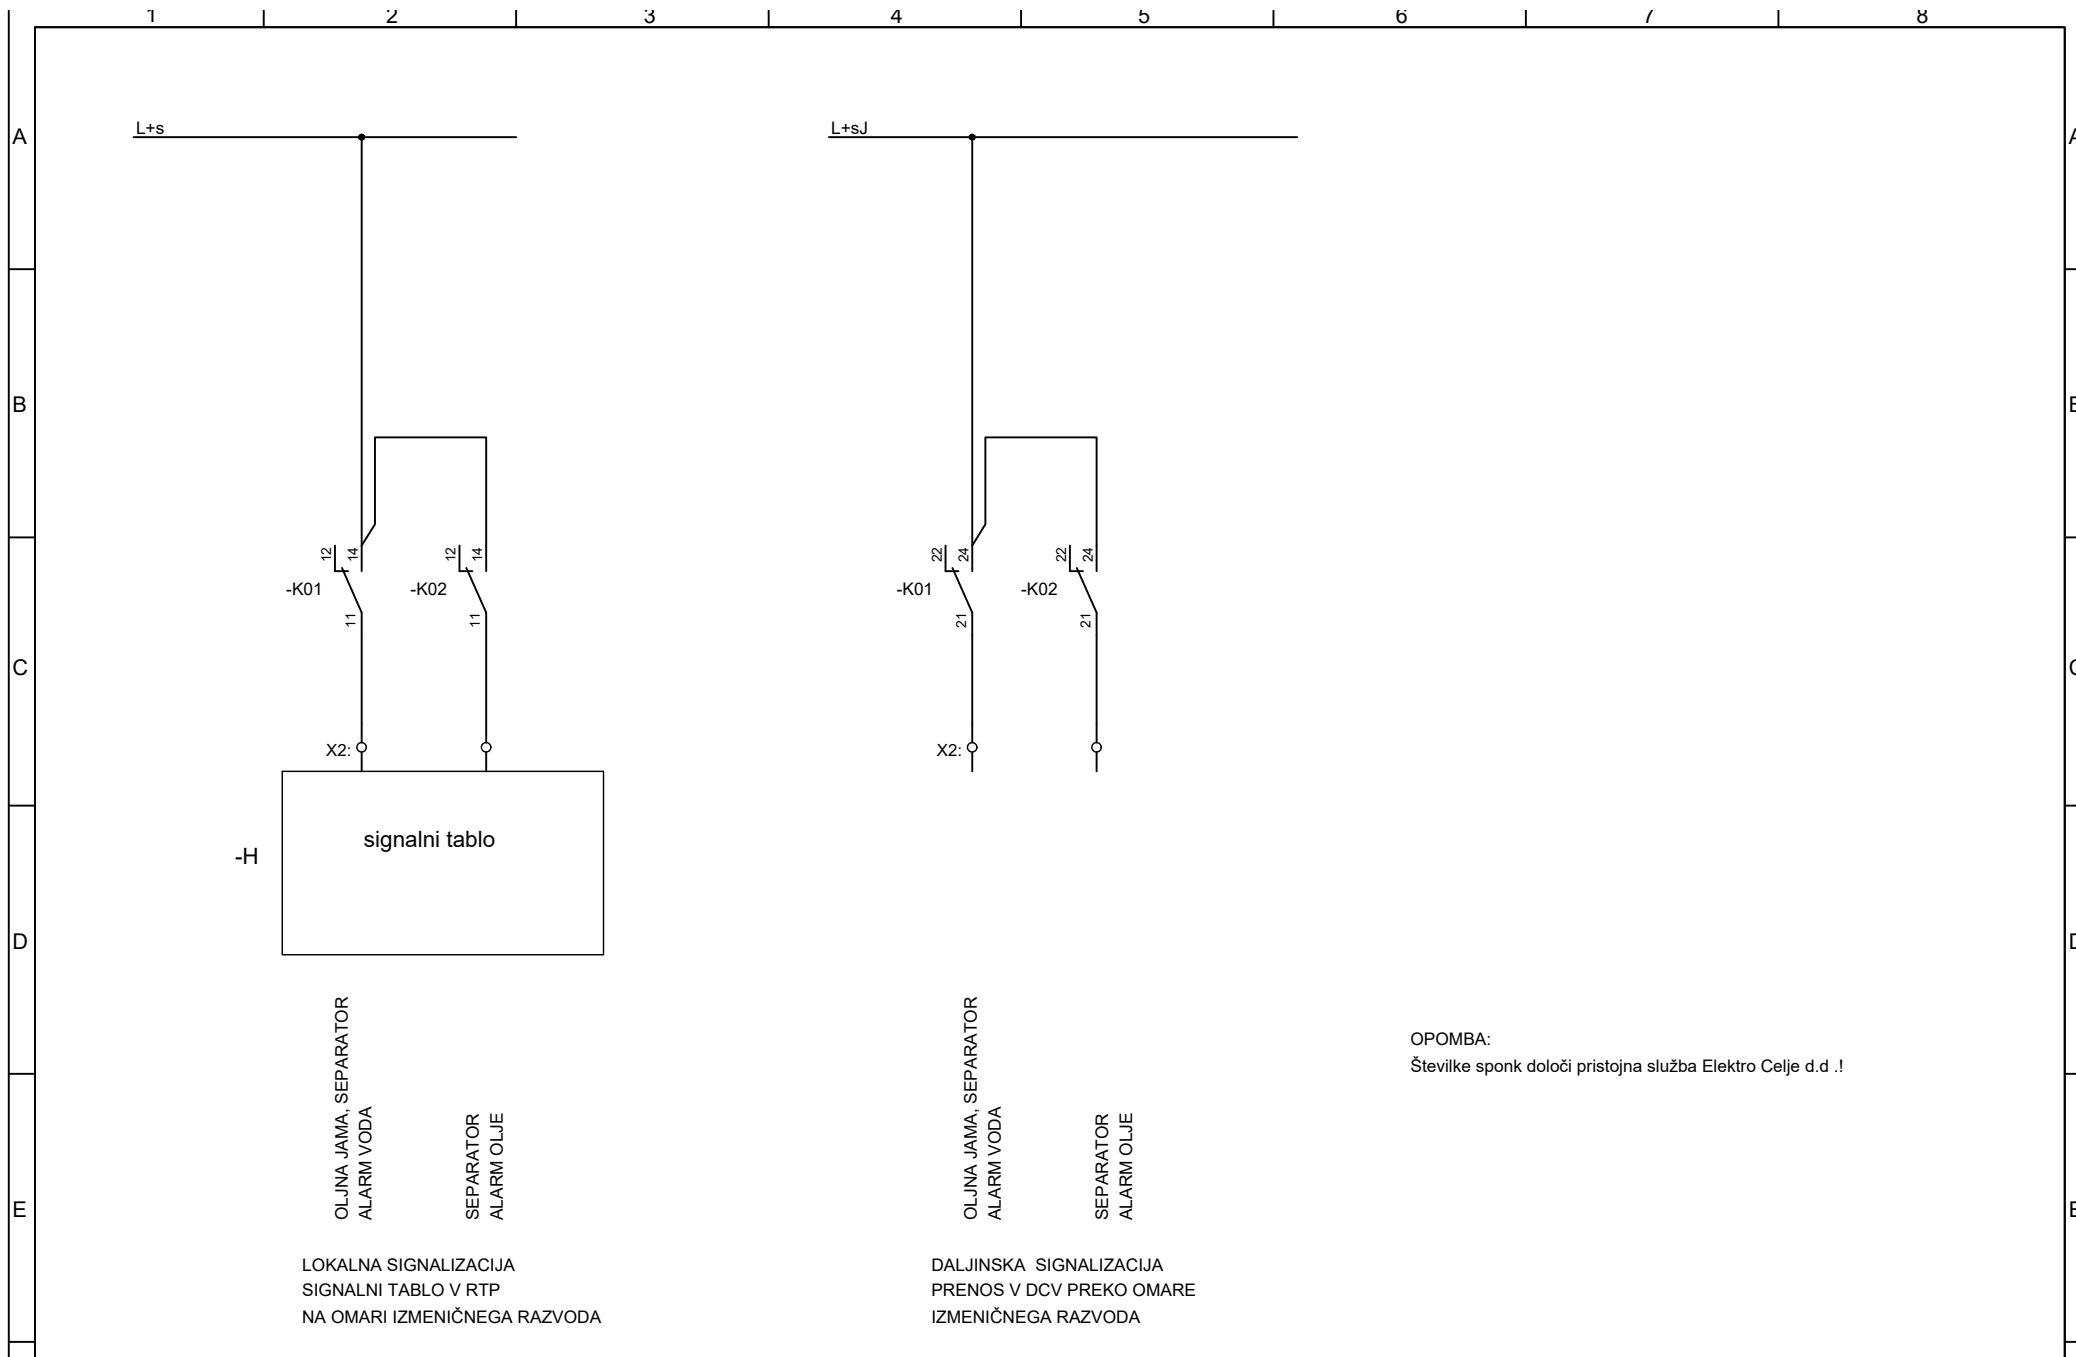 1 2 3 4 5 6 7 8
A
L+s
L+sJ
A
B
12 14
12 14
22 24
22 24
-K01
-K02
-K01
-K02
11
11
21
21
C
X2:
X2:
signalni tablo
-H
D
OLJNA JAMA, SEPARATOR
ALARM VODA
SEPARATOR
ALARM OLJE
OLJNA JAMA, SEPARATOR
ALARM VODA
SEPARATOR
ALARM OLJE
OPOMBA:
Številke sponk določi pristojna služba Elektro Celje d.d .!
E
LOKALNA SIGNALIZACIJA
SIGNALNI TABLO V RTP
NA OMARI IZMENIČNEGA RAZVODA
DALJINSKA SIGNALIZACIJA
PRENOS V DCV PREKO OMARE
IZMENIČNEGA RAZVODA